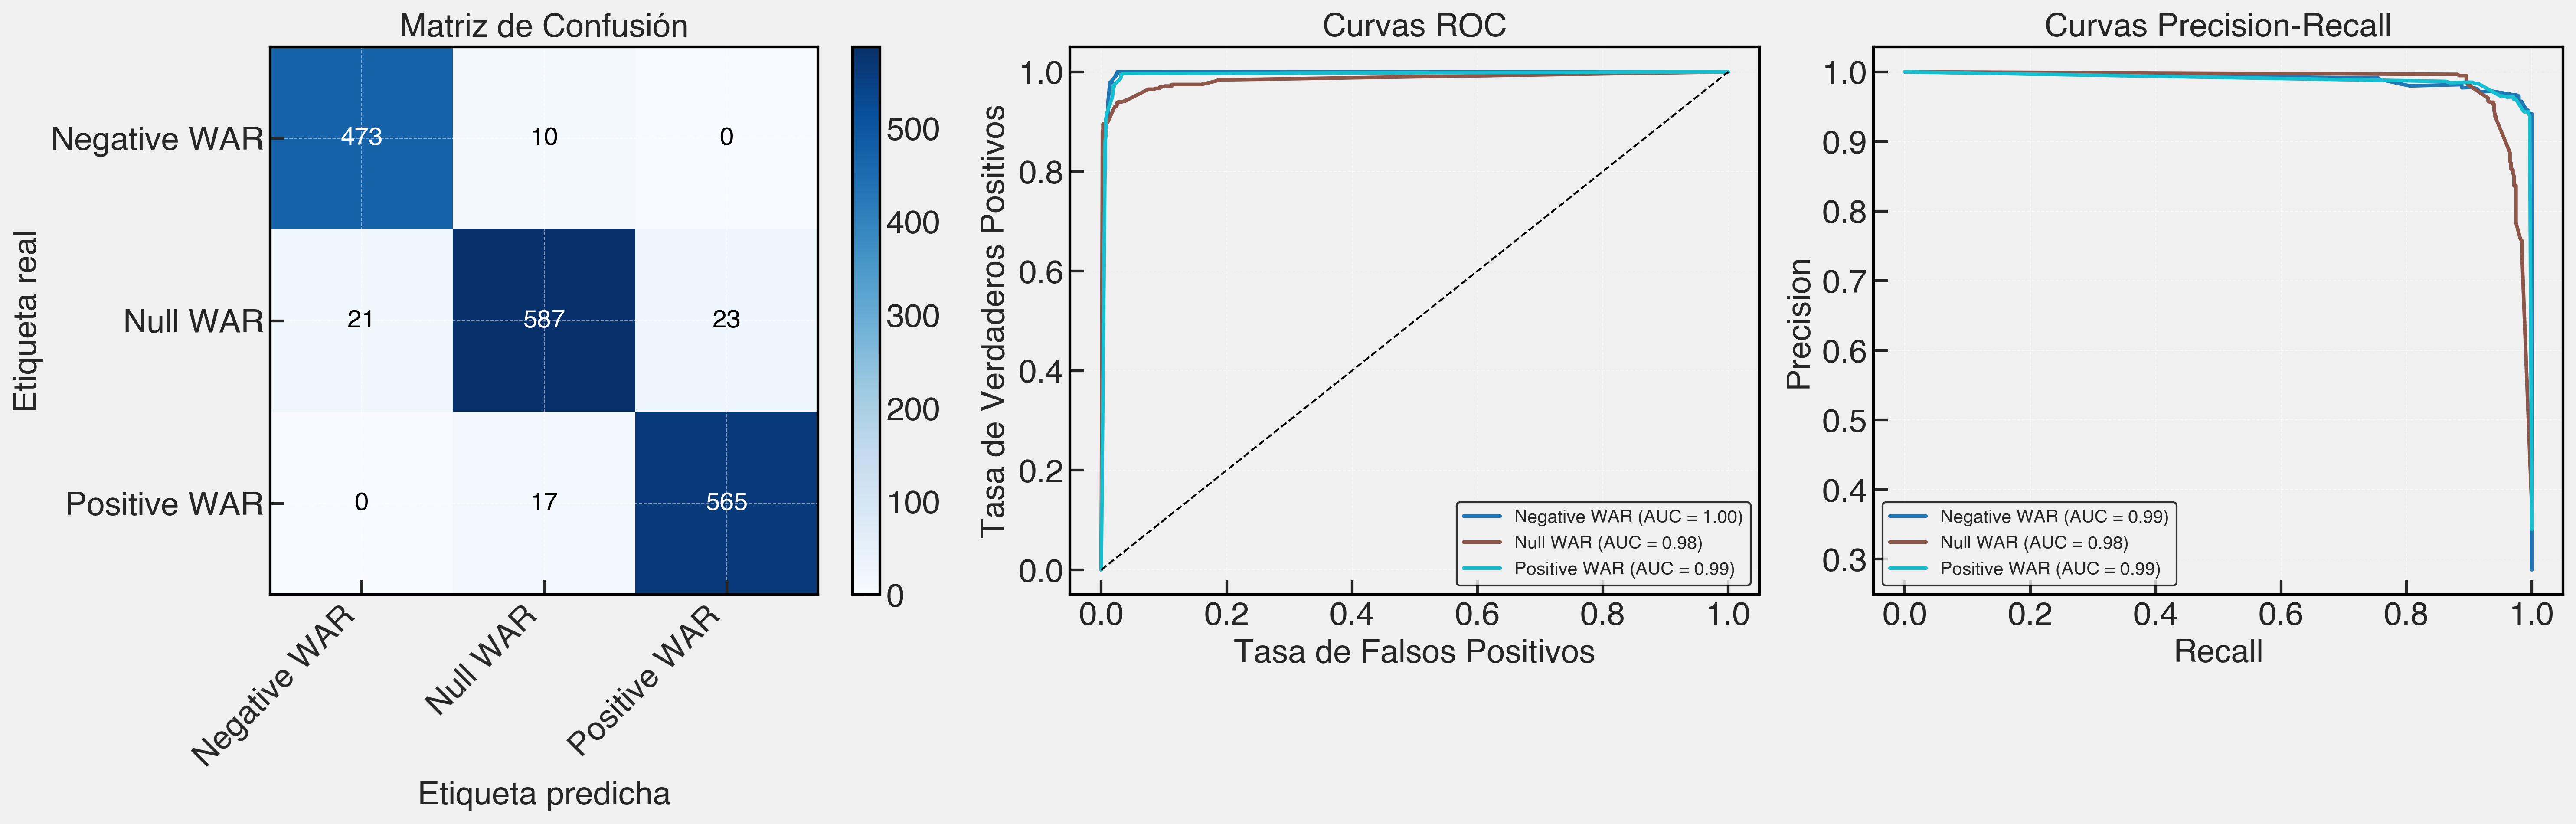 Matriz de Confusión
Etiqueta real
Negative WAR
473
10
0
Null WAR
21
587
23
Positive WAR
0
17
565
Negative WAR
Null WAR
Positive WAR
Etiqueta predicha
500
400
300
200
100
0
Curvas ROC
Tasa de Verdaderos Positivos
1.0
0.8
0.6
0.4
0.2
0.0
Negative WAR (AUC = 1.00)
Null WAR (AUC = 0.98)
Positive WAR (AUC = 0.99)
0.0
0.2
0.4
0.6
0.8
1.0
Tasa de Falsos Positivos
Curvas Precision-Recall
Precision
1.0
0.9
0.8
0.7
0.6
0.5
0.4
0.3
Negative WAR (AUC = 0.99)
Null WAR (AUC = 0.98)
Positive WAR (AUC = 0.99)
0.0
0.2
0.4
0.6
0.8
1.0
Recall